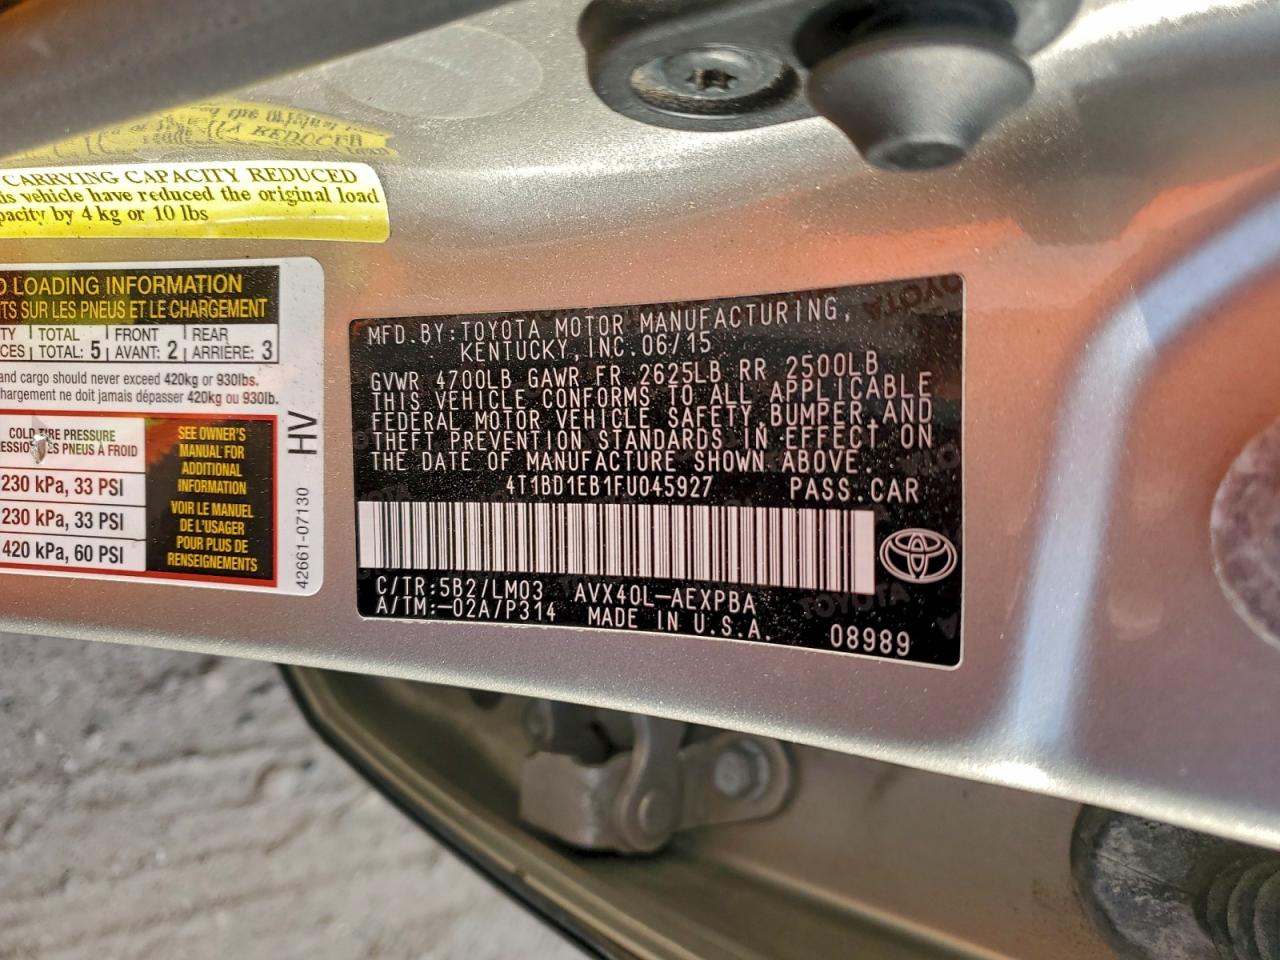 CARRYING CAPACITY REDUCED
vehicle have reduced the original load
by 4 kg or 10 lbs
LOADING INFORMATION
SUR LES PNEUS ET LE CHARGEMENT
TOTAL FRONT REAR
TOTAL: 5 AVANT: 2 ARRIÈRE: 3
and cargo should never exceed 420kg or 930lbs.
ne doit jamais dépasser 420kg ou 930lb.
COLD TIRE PRESSURE
PNEUS À FROID
230 kPa, 33 PSI
230 kPa, 33 PSI
420 kPa, 60 PSI
SEE OWNER'S
MANUAL FOR
ADDITIONAL
INFORMATION
VOIR LE MANUEL
DE L'USAGER
POUR PLUS DE
RENSEIGNEMENTS
42661-07130 HV
MFD.BY:TOYOTA MOTOR MANUFACTURING,
KENTUCKY,INC.06/15
GVWR 4700LB GAWR FR 2625LB RR 2500LB
THIS VEHICLE CONFORMS TO ALL APPLICABLE
FEDERAL MOTOR VEHICLE SAFETY,BUMPER,AND
THEFT PREVENTION STANDARDS IN EFFECT ON
THE DATE OF MANUFACTURE SHOWN ABOVE.
4T1BD1EB1FU045927 PASS.CAR
C/TR:5B2/LM03 AVX40L-AEXPBA
A/TM:-02A/P314 MADE IN U.S.A. 08989